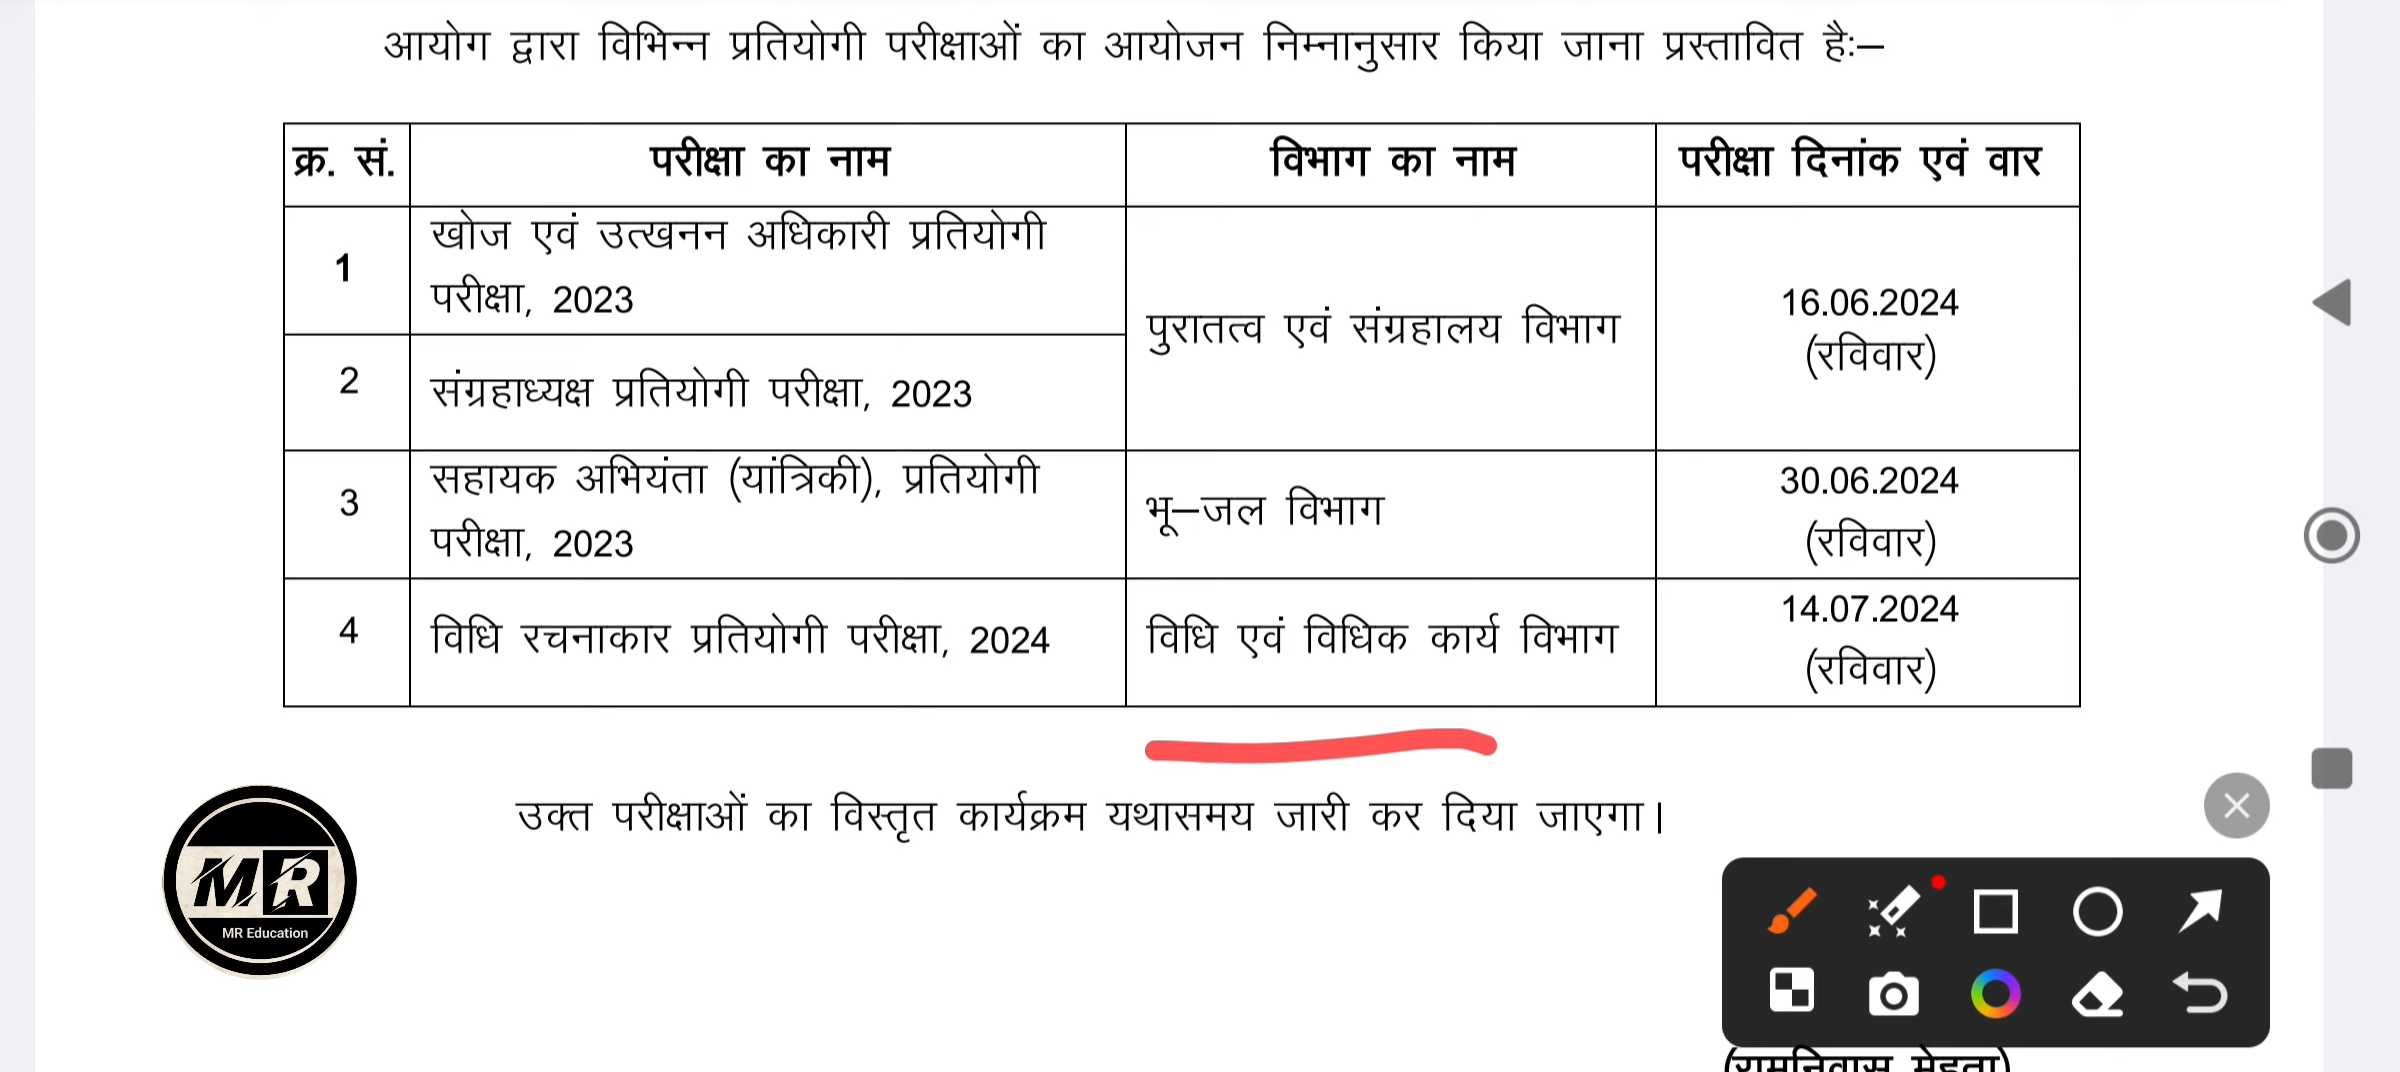 आयोग द्वारा विभिन्न प्रतियोगी परीक्षाओं का आयोजन निम्नानुसार किया जाना प्रस्तावित है:–
क्र. सं. परीक्षा का नाम विभाग का नाम परीक्षा दिनांक एवं वार
1 खोज एवं उत्खनन अधिकारी प्रतियोगी
परीक्षा, 2023
पुरातत्व एवं संग्रहालय विभाग
16.06.2024
(रविवार)
2 संग्रहाध्यक्ष प्रतियोगी परीक्षा, 2023
3 सहायक अभियंता (यांत्रिकी), प्रतियोगी
परीक्षा, 2023
भू–जल विभाग
30.06.2024
(रविवार)
4 विधि रचनाकार प्रतियोगी परीक्षा, 2024 विधि एवं विधिक कार्य विभाग
14.07.2024
(रविवार)
उक्त परीक्षाओं का विस्तृत कार्यक्रम यथासमय जारी कर दिया जाएगा।
MR
MR Education
(रामनिवास मेहता)